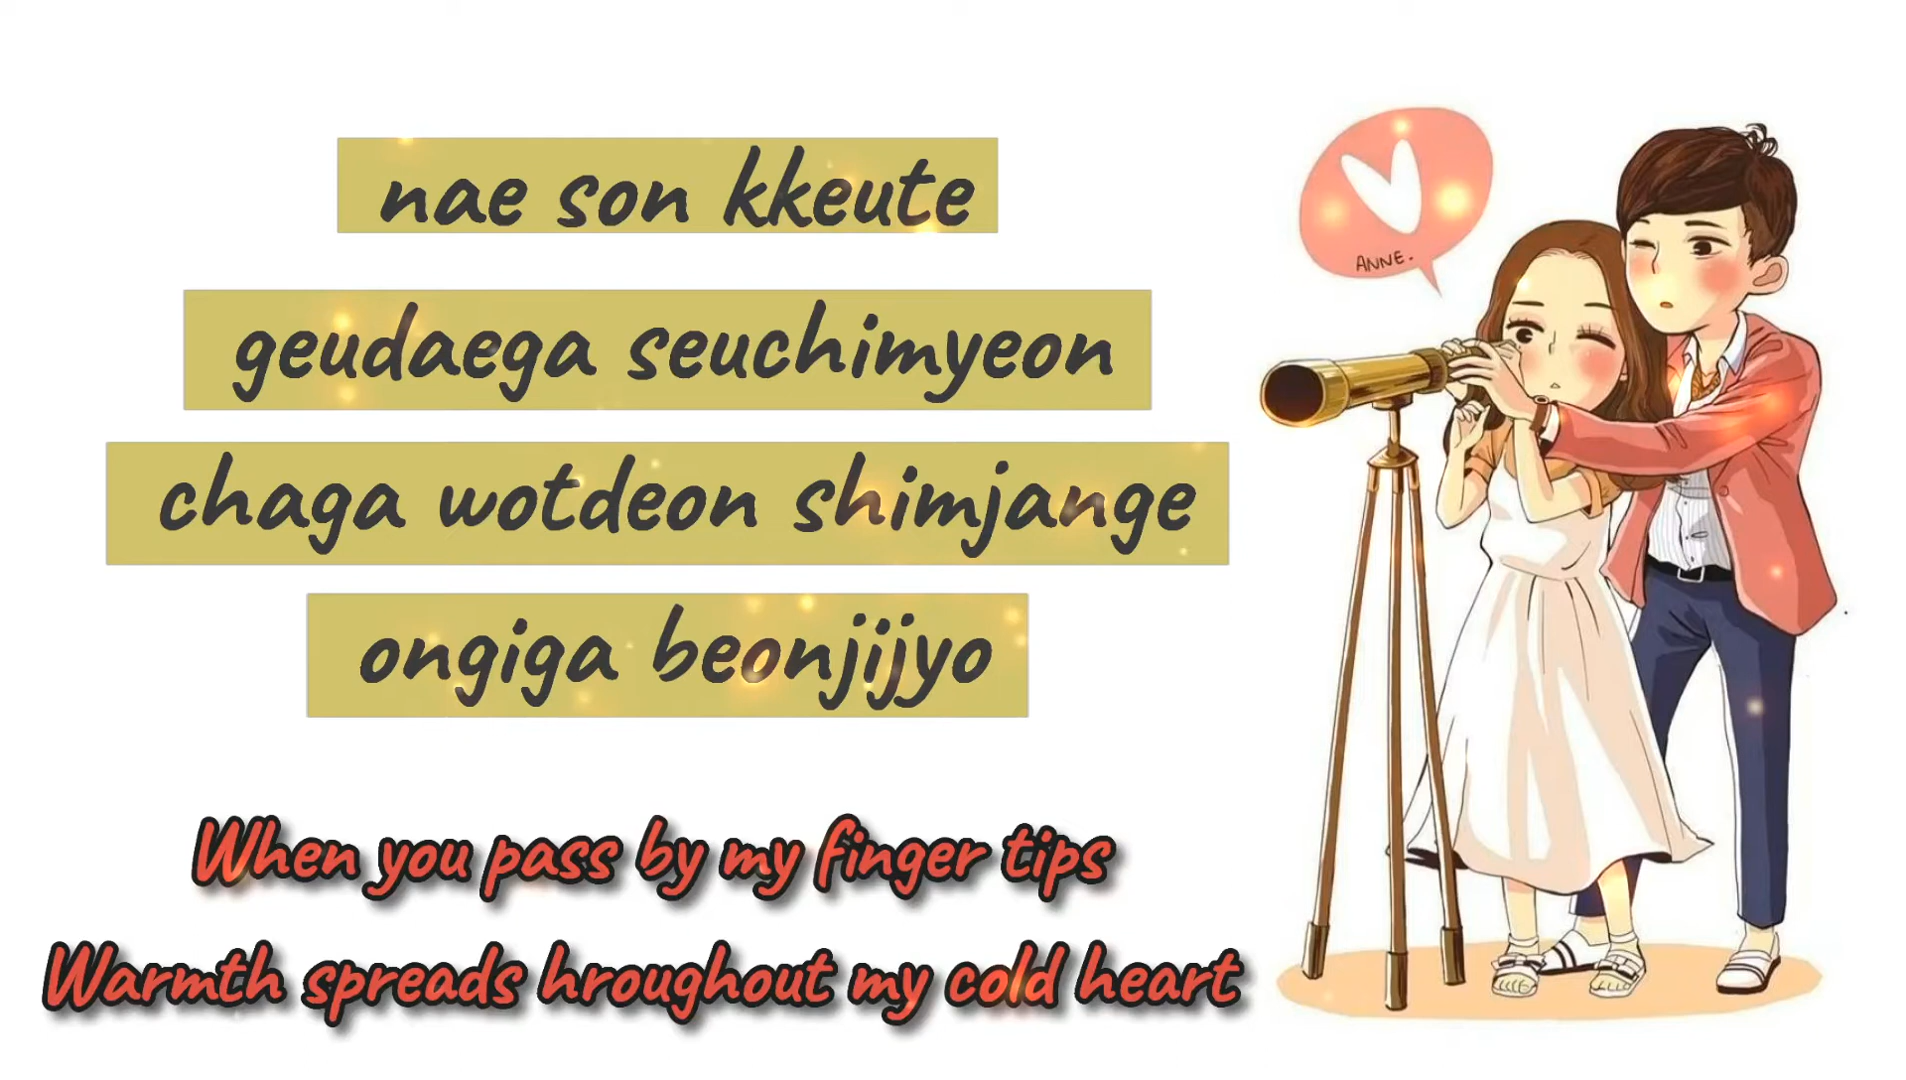 nae son kkeute
geudaega seuchimyeon
chaga wotdeon shimjange
ongiga beonjijyo
When you pass by my finger tips
Warmth spreads hroughout my cold heart
ANNE.